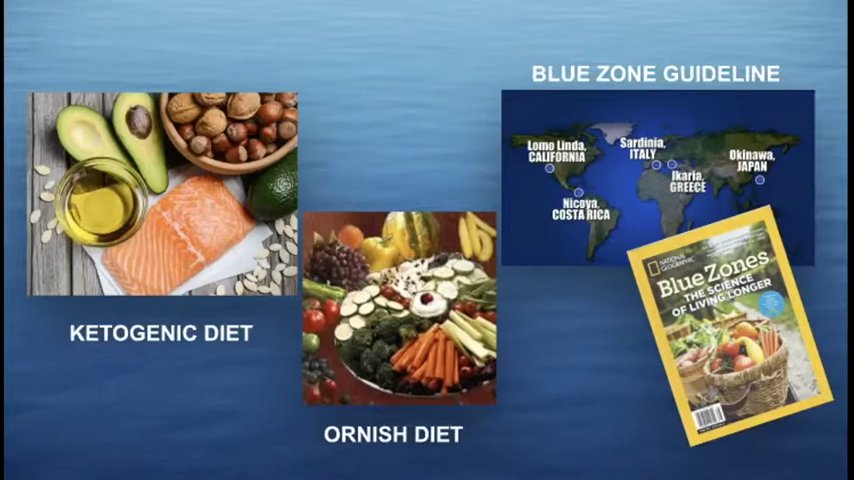 BLUE ZONE GUIDELINE
Lomo Linda,
CALIFORNIA
Sardinia,
ITALY
Okinawa,
JAPAN
Ikaria,
GREECE
Nicoya,
COSTA RICA
NATIONAL
GEOGRAPHIC
Blue Zones
THE SCIENCE
OF LIVING LONGER
KETOGENIC DIET
ORNISH DIET